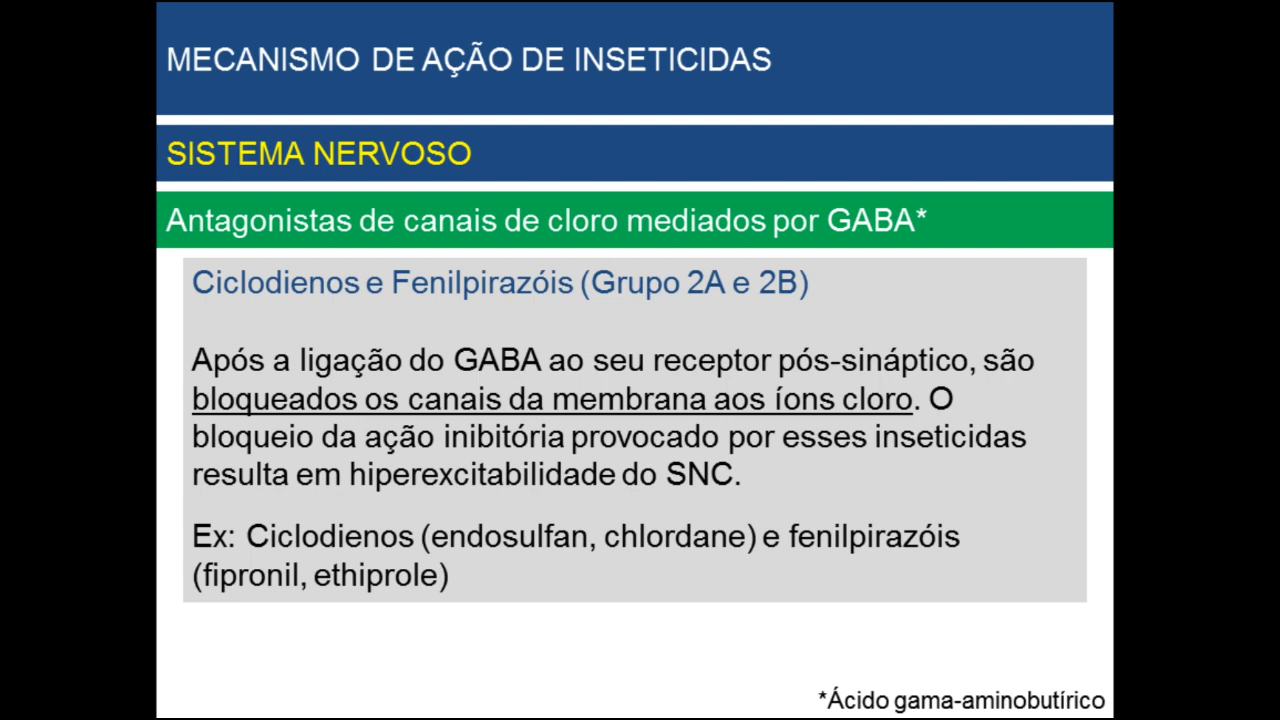 MECANISMO DE AÇÃO DE INSETICIDAS
SISTEMA NERVOSO
Antagonistas de canais de cloro mediados por GABA*
Ciclodienos e Fenilpirazóis (Grupo 2A e 2B)
Após a ligação do GABA ao seu receptor pós-sináptico, são
bloqueados os canais da membrana aos íons cloro. O
bloqueio da ação inibitória provocado por esses inseticidas
resulta em hiperexcitabilidade do SNC.
Ex: Ciclodienos (endosulfan, chlordane) e fenilpirazóis
(fipronil, ethiprole)
*Ácido gama-aminobutírico